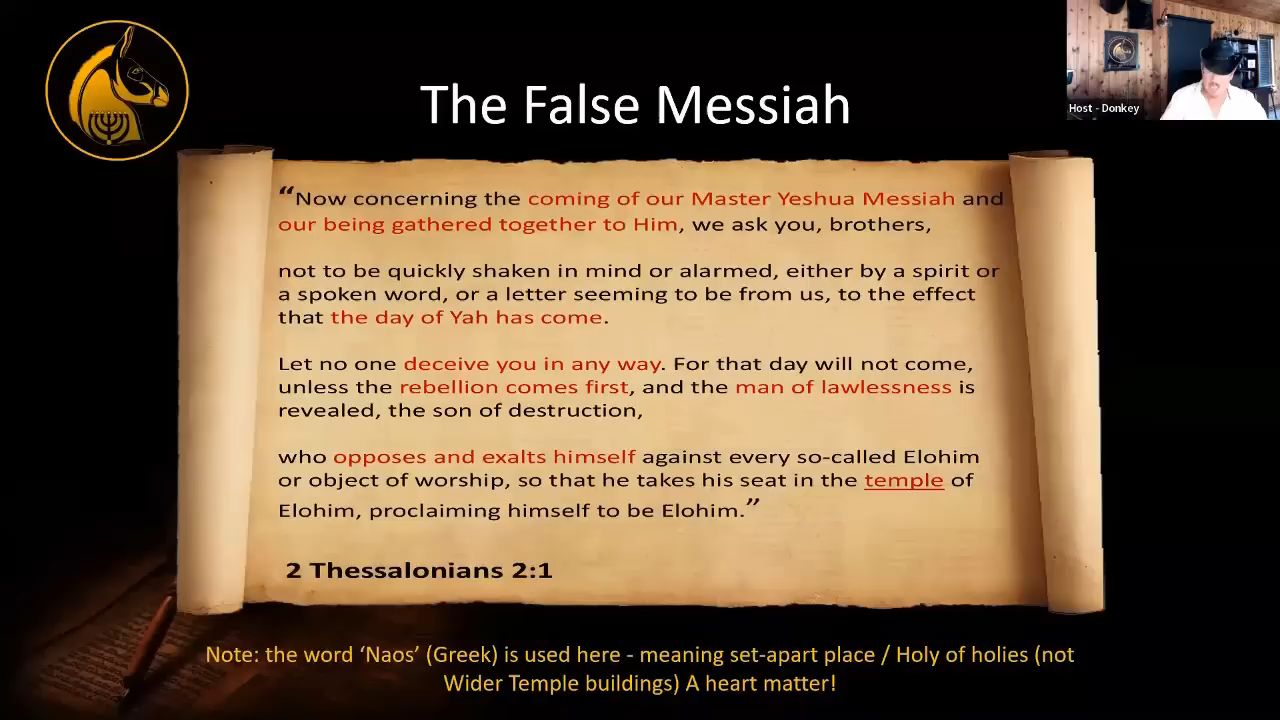 Host - Donkey
The False Messiah
“Now concerning the coming of our Master Yeshua Messiah and
our being gathered together to Him, we ask you, brothers,
not to be quickly shaken in mind or alarmed, either by a spirit or
a spoken word, or a letter seeming to be from us, to the effect
that the day of Yah has come.
Let no one deceive you in any way. For that day will not come,
unless the rebellion comes first, and the man of lawlessness is
revealed, the son of destruction,
who opposes and exalts himself against every so-called Elohim
or object of worship, so that he takes his seat in the temple of
Elohim, proclaiming himself to be Elohim.”
2 Thessalonians 2:1
Note: the word ‘Naos’ (Greek) is used here - meaning set-apart place / Holy of holies (not
Wider Temple buildings) A heart matter!